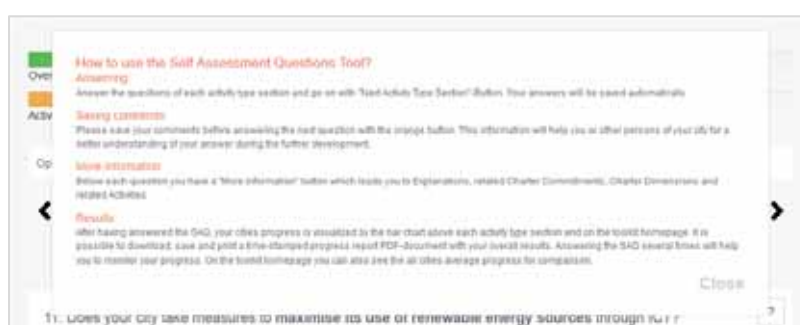 How to use the Self Assessment Questions Tool?
Answering
Answer the questions of each activity type section and go on with "Next Activity Type Section"-Button. Your answers will be saved automatically.
Saving comments
Please save your comments before answering the next question with the orange button. This information will help you or other persons of your city for a
better understanding of your answer during the further development.
More information
Below each question you have a "More information" button which leads you to Explanations, related Charter Commitments, Charter Dimensions and
related Activities
Results
After having answered the SAQ, your cities progress is visualized by the bar chart above each activity type section and on the toolkit homepage. It is
possible to download, save and print a time-stamped progress report PDF-document with your overall results. Answering the SAQ several times will help
you to monitor your progress. On the toolkit homepage you can also see the all cities average progress for comparison.
Close
Over
Activ
Op
11. Does your city take measures to maximise its use of renewable energy sources through ICT?
?